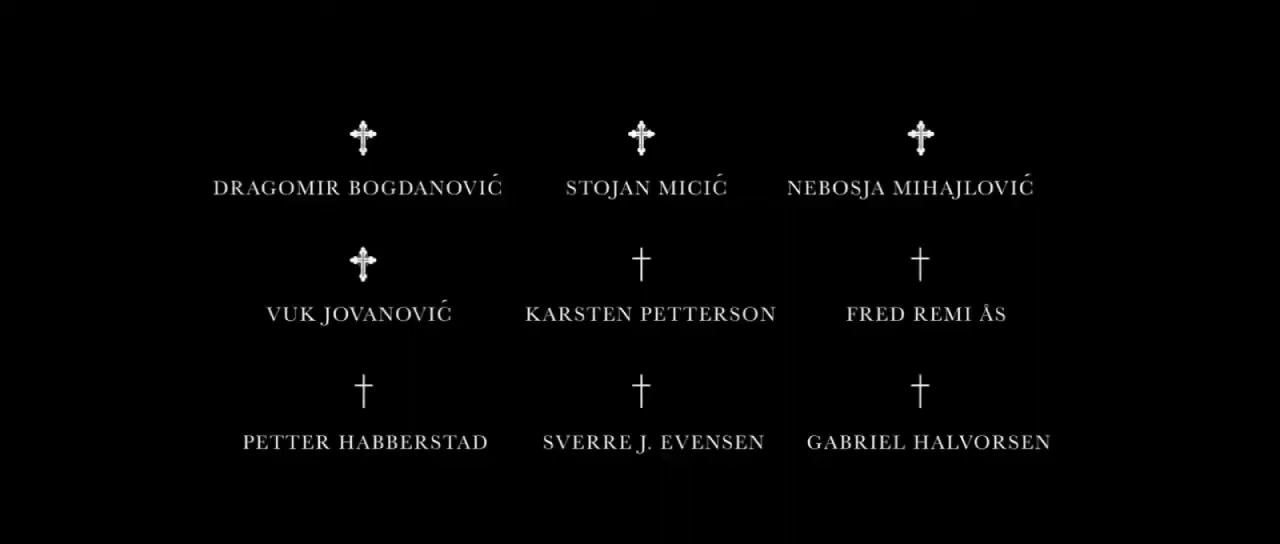 DRAGOMIR BOGDANOVIĆ STOJAN MICIĆ NEBOSJA MIHAJLOVIĆ
VUK JOVANOVIĆ KARSTEN PETTERSON FRED REMI ÅS
PETTER HABBERSTAD SVERRE J. EVENSEN GABRIEL HALVORSEN